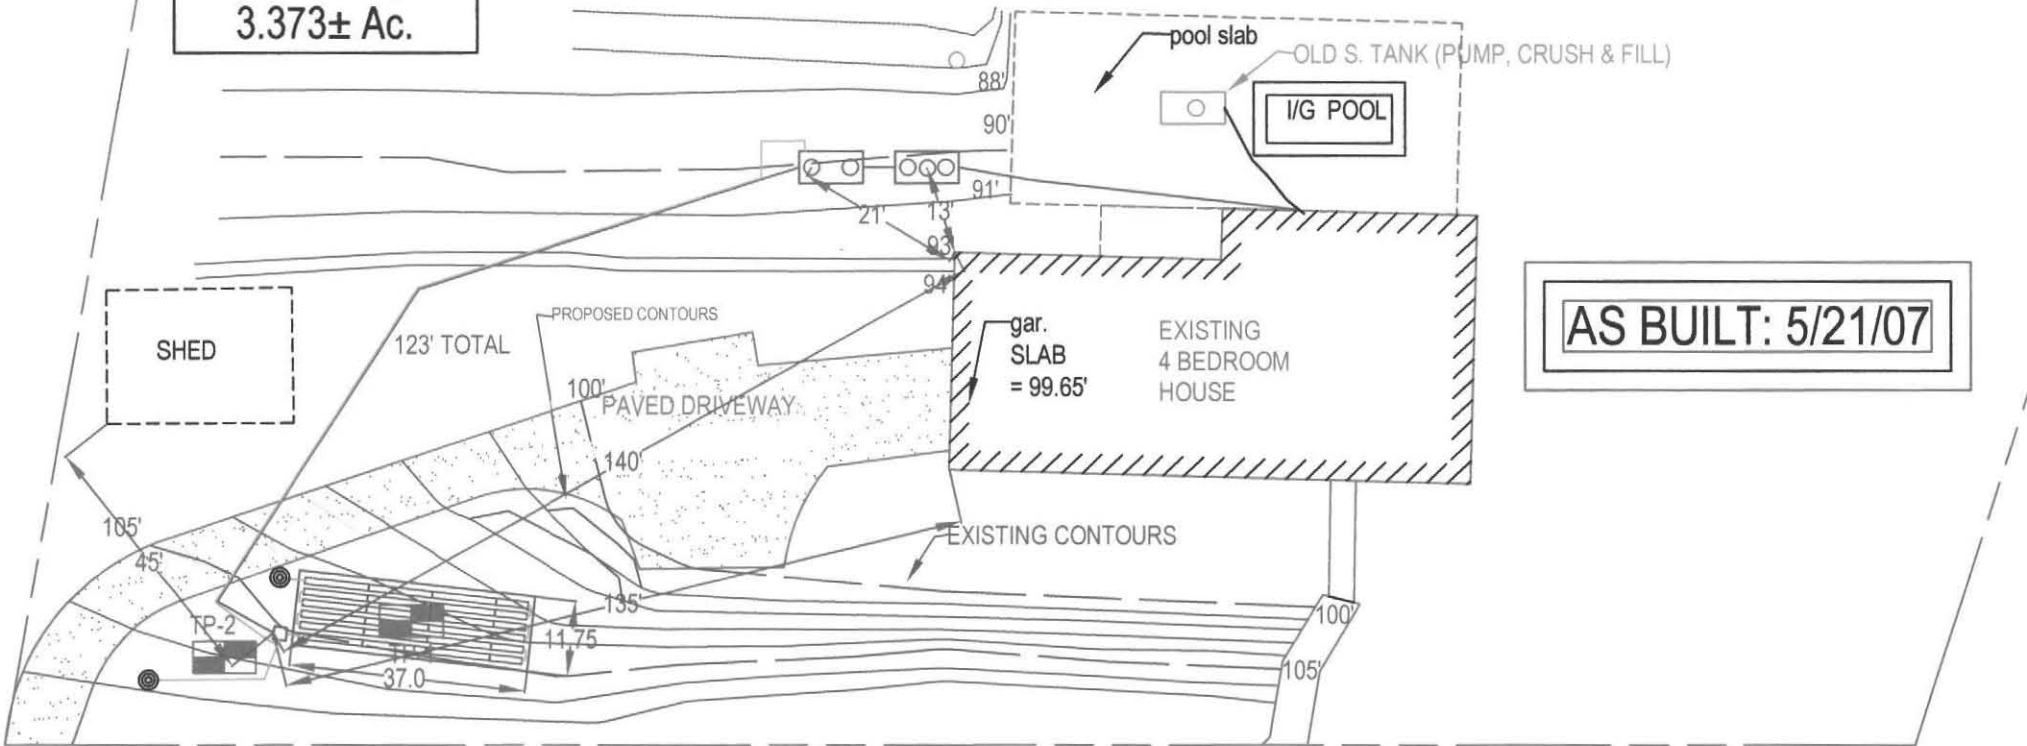 3.373± Ac.
pool slab
OLD S. TANK (PUMP, CRUSH & FILL)
88'
I/G POOL
90'
91'
21'
13'
93'
94'
PROPOSED CONTOURS
123' TOTAL
SHED
gar.
SLAB
= 99.65'
EXISTING
4 BEDROOM
HOUSE
AS BUILT: 5/21/07
100'
PAVED DRIVEWAY
140'
105'
45'
EXISTING CONTOURS
135'
100'
TP-2
11.75
105'
37.0